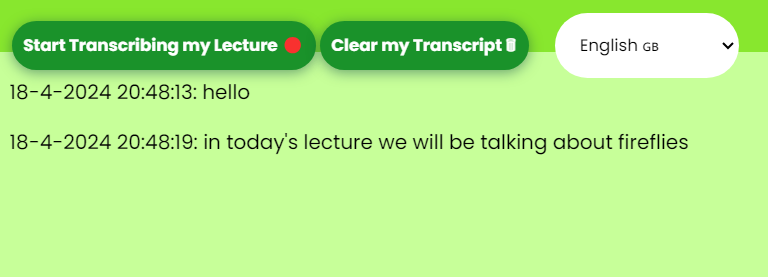 Start Transcribing my Lecture 🔴 Clear my Transcript 🗑 English GB
18-4-2024 20:48:13: hello
18-4-2024 20:48:19: in today's lecture we will be talking about fireflies